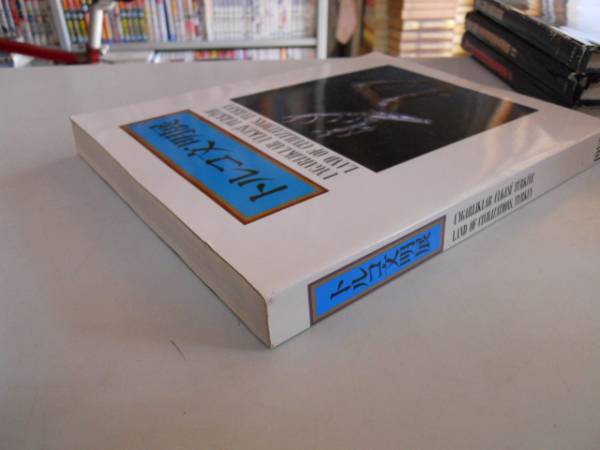 トルコ文明展
UYGARLIKLAR ÜLKESİ TÜRKİYE
LAND OF CIVILIZATIONS, TURKEY
トルコ文明展
UYGARLIKLAR ÜLKESİ TÜRKİYE
LAND OF CIVILIZATIONS, TURKEY